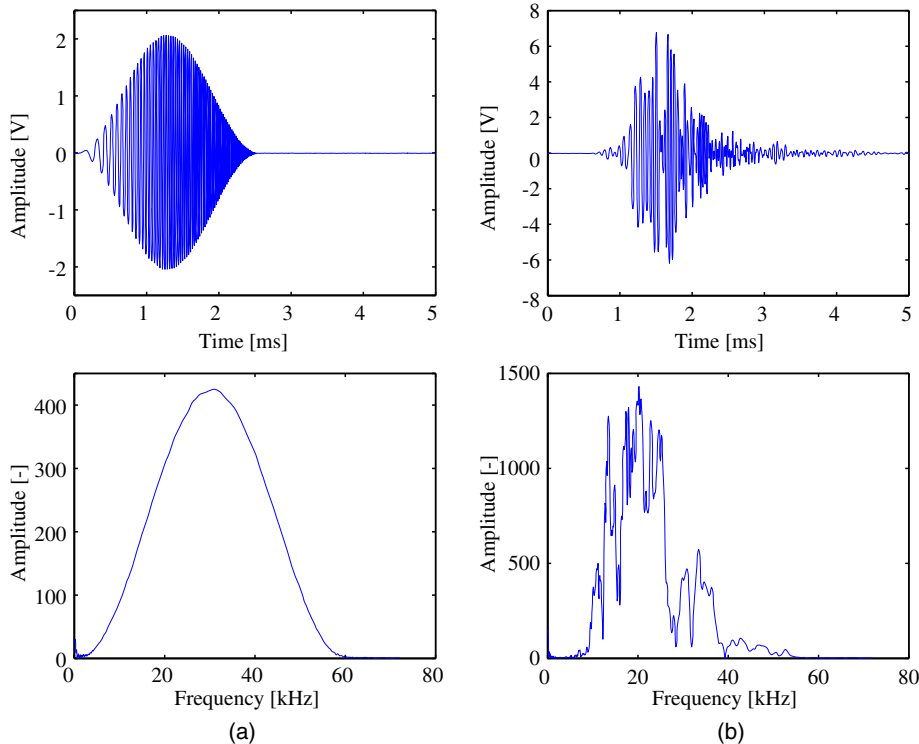 2
1
0
-1
-2
Amplitude [V]
0 1 2 3 4 5
Time [ms]
8
6
4
2
0
-2
-4
-6
-8
Amplitude [V]
0 1 2 3 4 5
Time [ms]
400
300
200
100
0
Amplitude [-]
0 20 40 60 80
Frequency [kHz]
(a)
1500
1000
500
0
Amplitude [-]
0 20 40 60 80
Frequency [kHz]
(b)